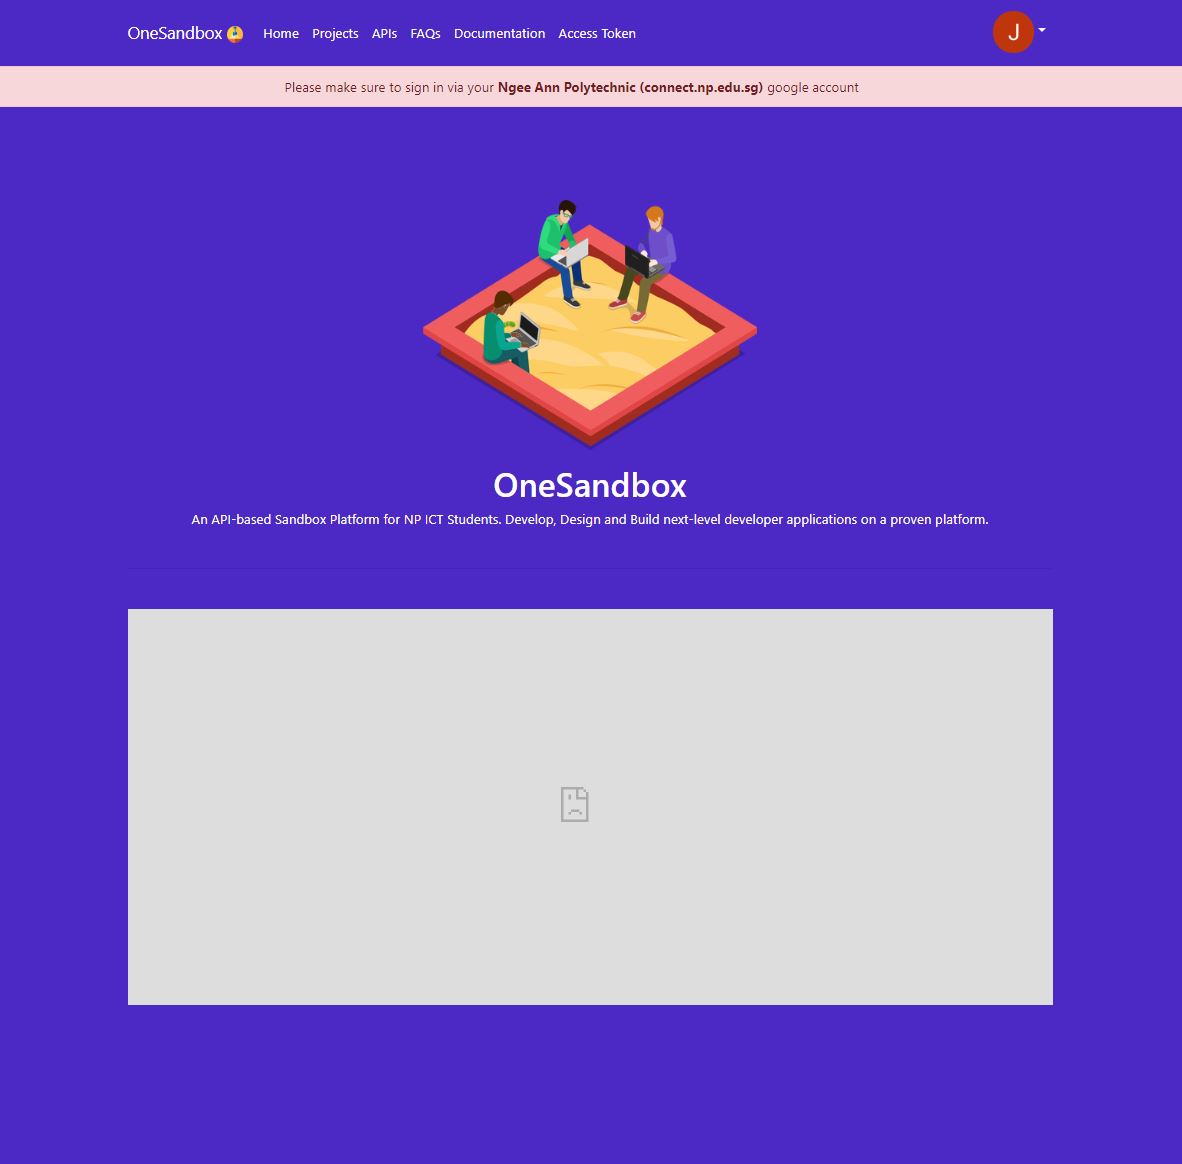 OneSandbox Home Projects APIs FAQs Documentation Access Token J
Please make sure to sign in via your Ngee Ann Polytechnic (connect.np.edu.sg) google account
OneSandbox
An API-based Sandbox Platform for NP ICT Students. Develop, Design and Build next-level developer applications on a proven platform.